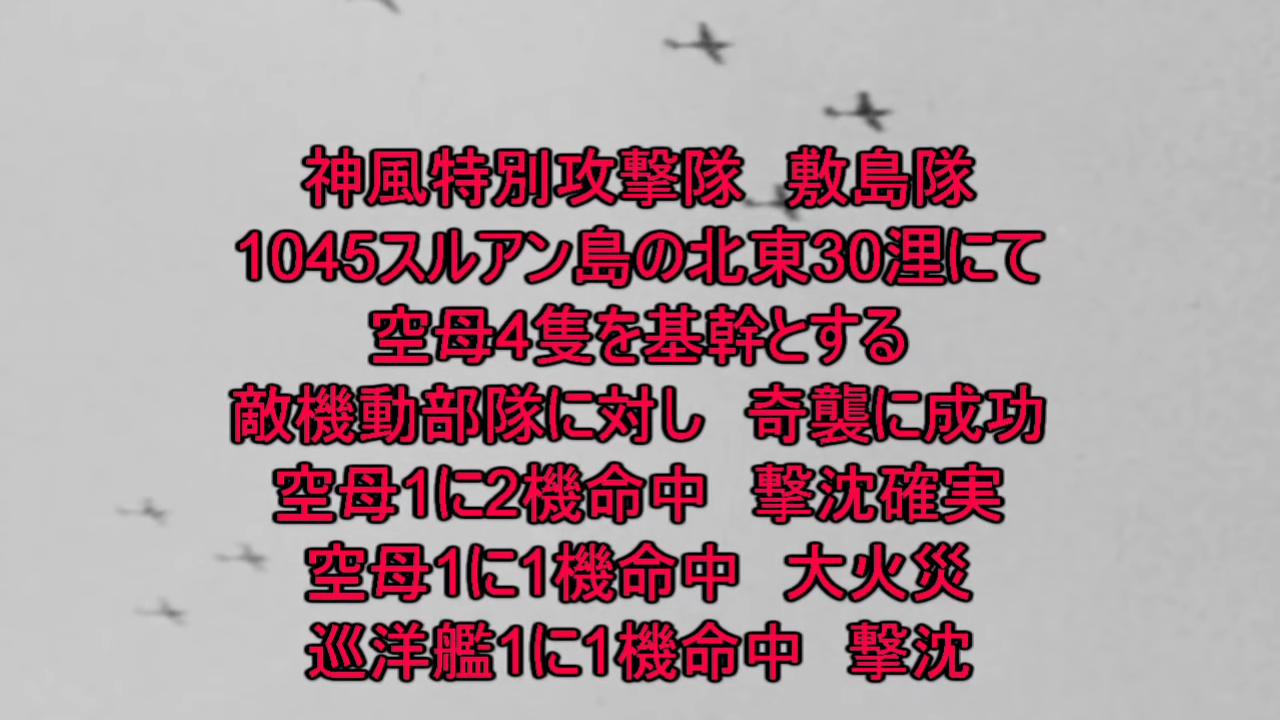 神風特別攻撃隊　敷島隊
1045スルアン島の北東30浬にて
空母4隻を基幹とする
敵機動部隊に対し　奇襲に成功
空母1に2機命中　撃沈確実
空母1に1機命中　大火災
巡洋艦1に1機命中　撃沈